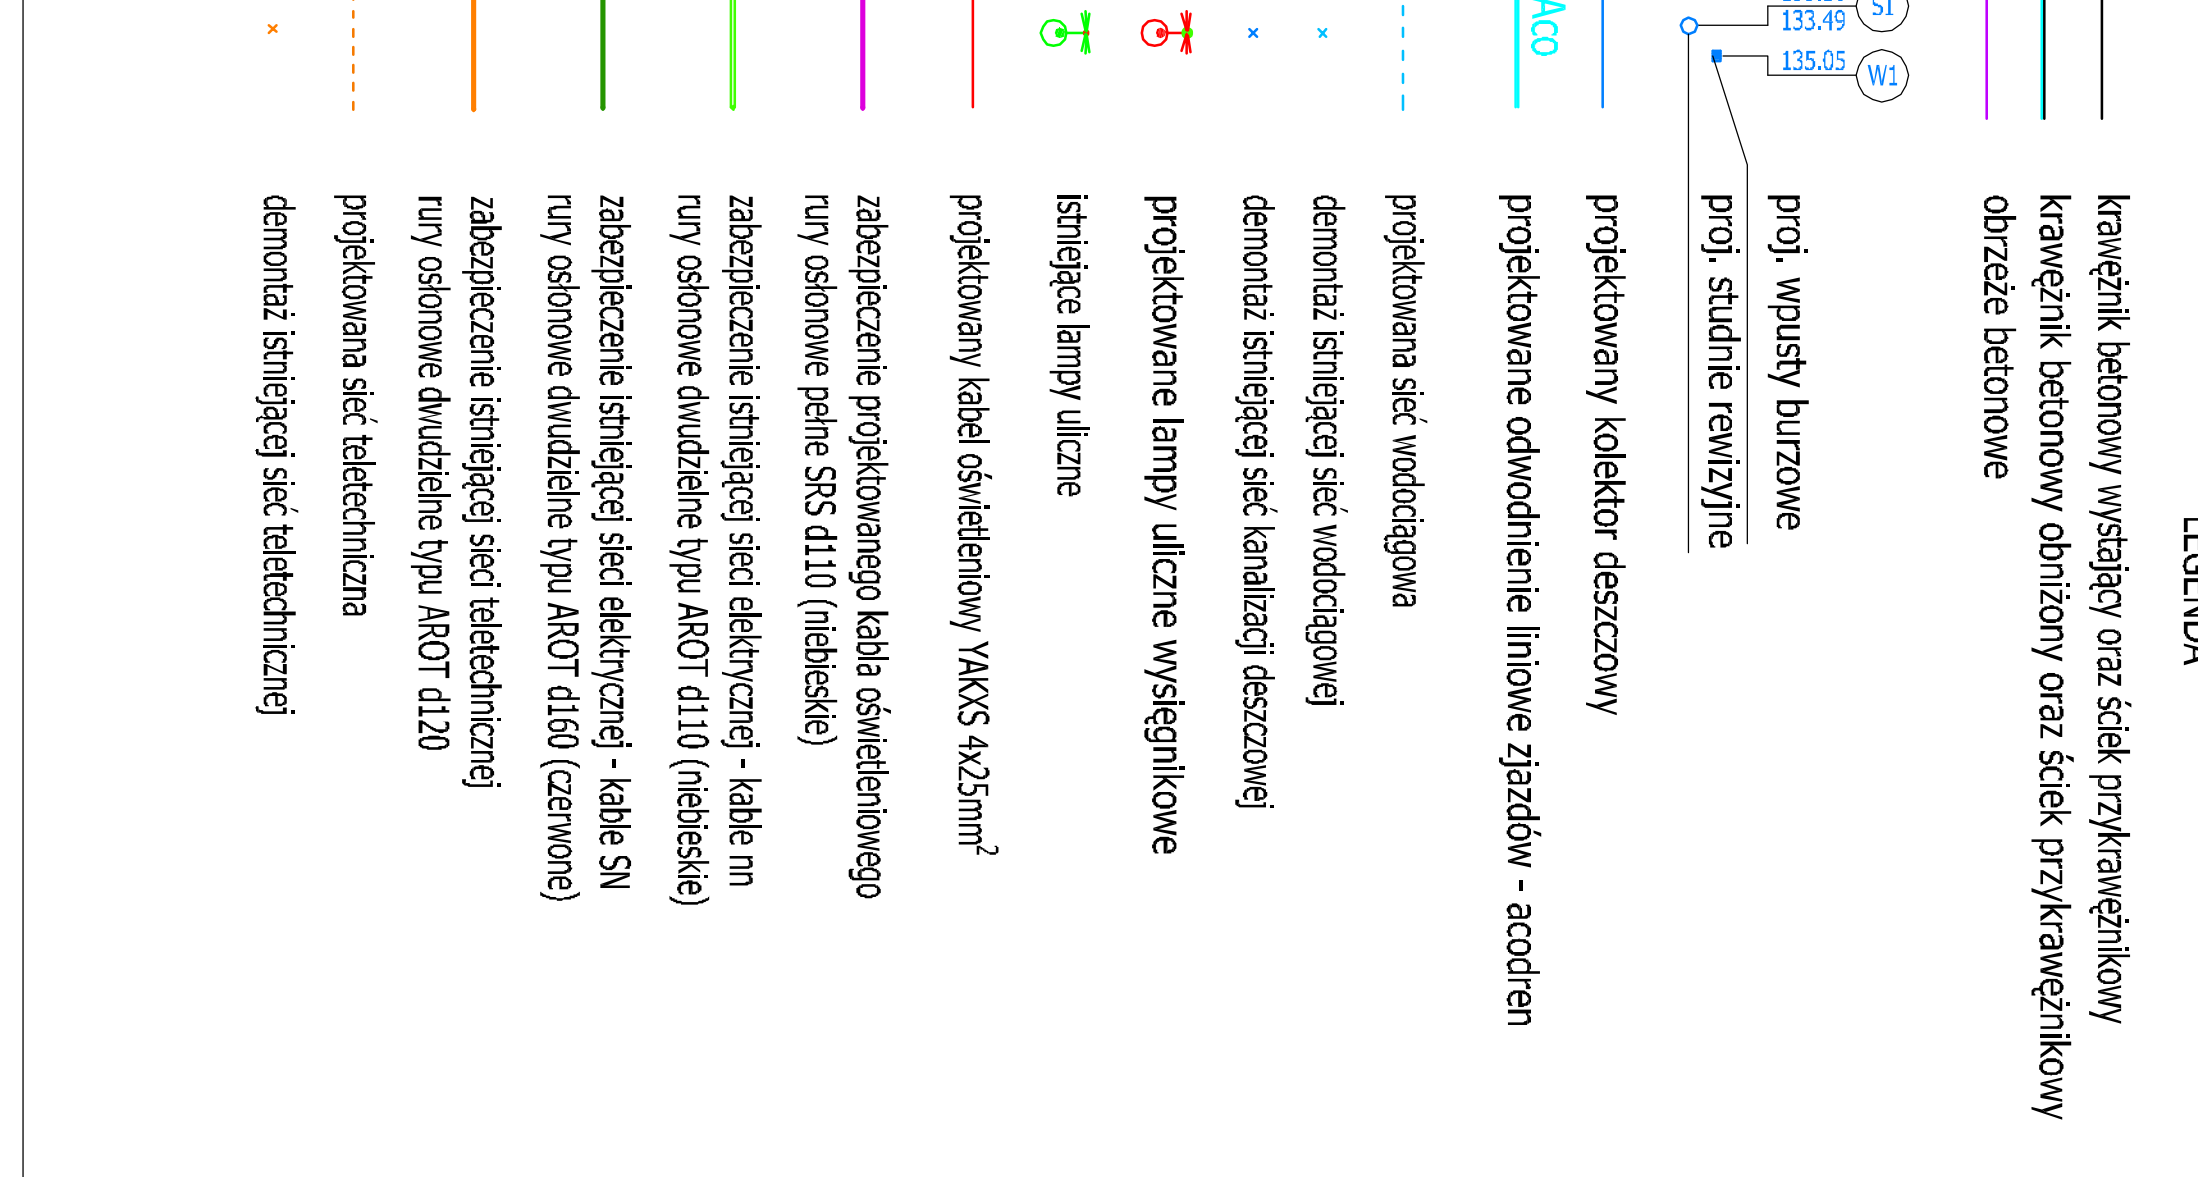 LEGENDA
krawężnik betonowy wystający oraz ściek przykrawężnikowy
krawężnik betonowy obniżony oraz ściek przykrawężnikowy
obrzeże betonowe
S1
133.49
135.05
W1
proj. wpusty burzowe
proj. studnie rewizyjne
projektowany kolektor deszczowy
Aco
projektowane odwodnienie liniowe zjazdów - acodren
projektowana sieć wodociągowa
demontaż istniejącej sieć wodociągowej
demontaż istniejącej sieć kanalizacji deszczowej
projektowane lampy uliczne wysięgnikowe
istniejące lampy uliczne
projektowany kabel oświetleniowy YAKXS 4x25mm²
zabezpieczenie projektowanego kabla oświetleniowego
rury osłonowe pełne SRS d110 (niebieskie)
zabezpieczenie istniejącej sieci elektrycznej - kable nn
rury osłonowe dwudzielne typu AROT d110 (niebieskie)
zabezpieczenie istniejącej sieci elektrycznej - kable SN
rury osłonowe dwudzielne typu AROT d160 (czerwone)
zabezpieczenie istniejącej sieci teletechnicznej
rury osłonowe dwudzielne typu AROT d120
projektowana sieć teletechniczna
demontaż istniejącej sieć teletechnicznej